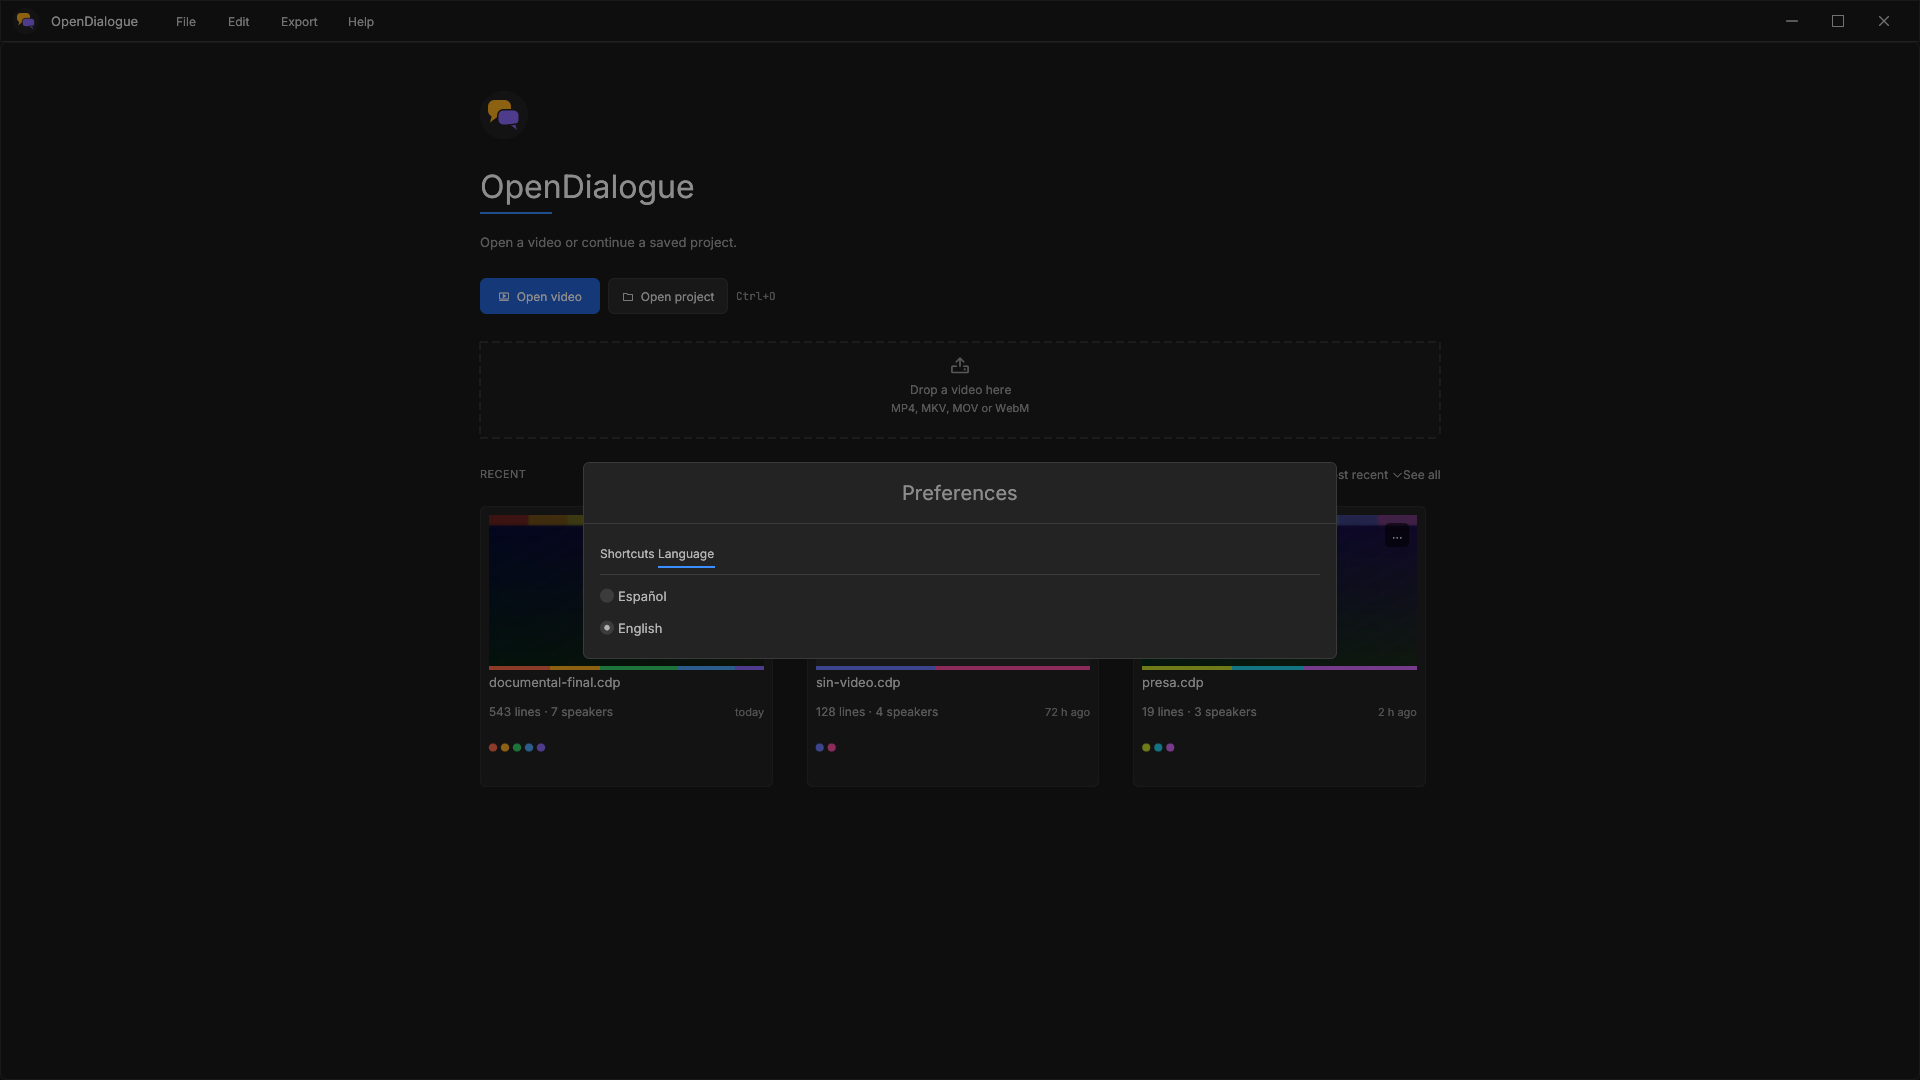 OpenDialogue File Edit Export Help
OpenDialogue
Open a video or continue a saved project.
Open video Open project Ctrl+O
Drop a video here
MP4, MKV, MOV or WebM
RECENT st recent See all
Preferences
Shortcuts Language
Español
English
...
documental-final.cdp sin-video.cdp presa.cdp
543 lines · 7 speakers today 128 lines · 4 speakers 72 h ago 19 lines · 3 speakers 2 h ago